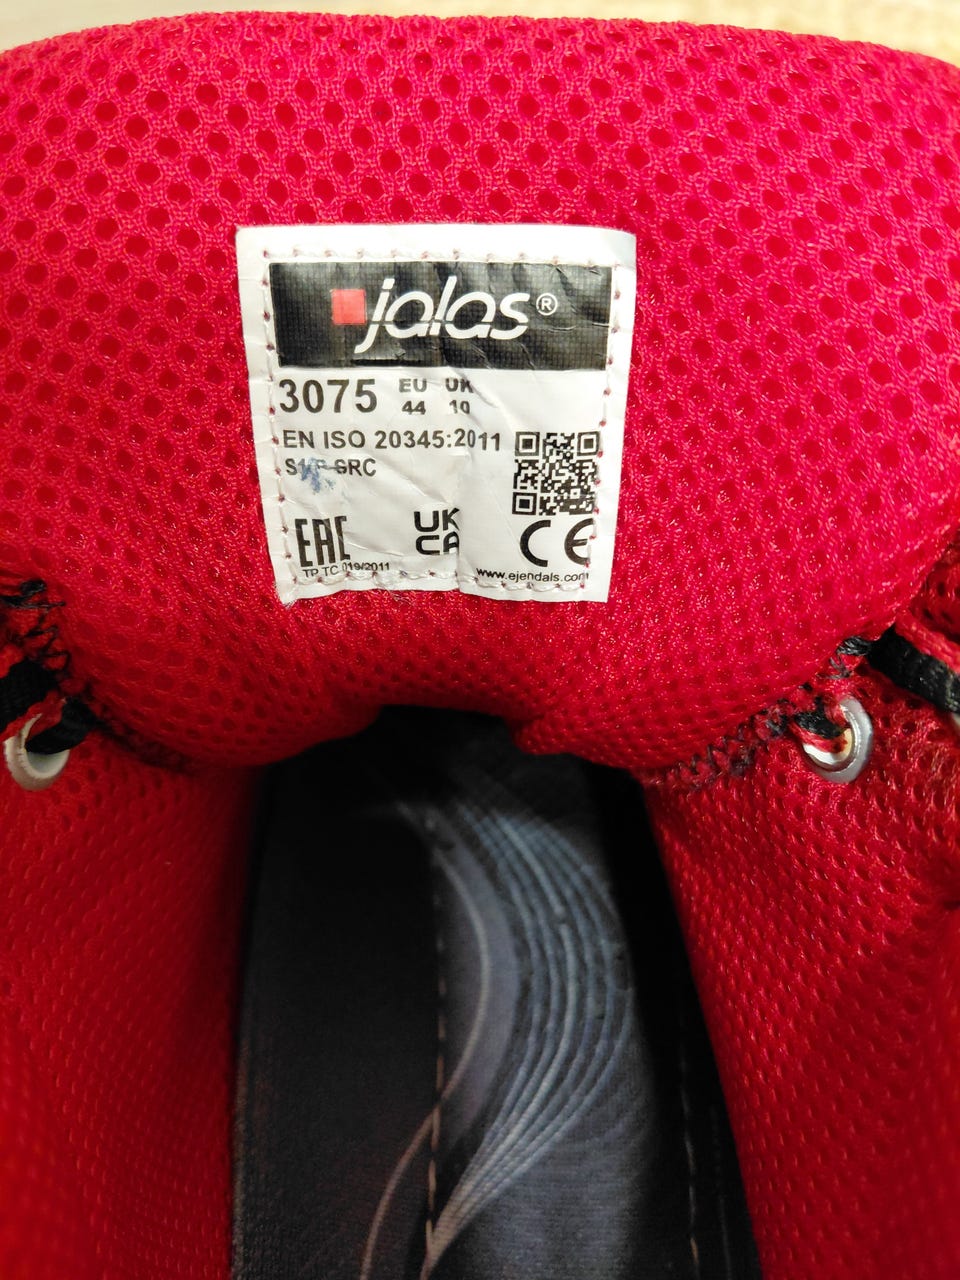 jalas®
3075 EU UK
44 10
EN ISO 20345:2011
SRC
EAC
UK
CA
CE
TP TC 019/2011
www.ejendals.com